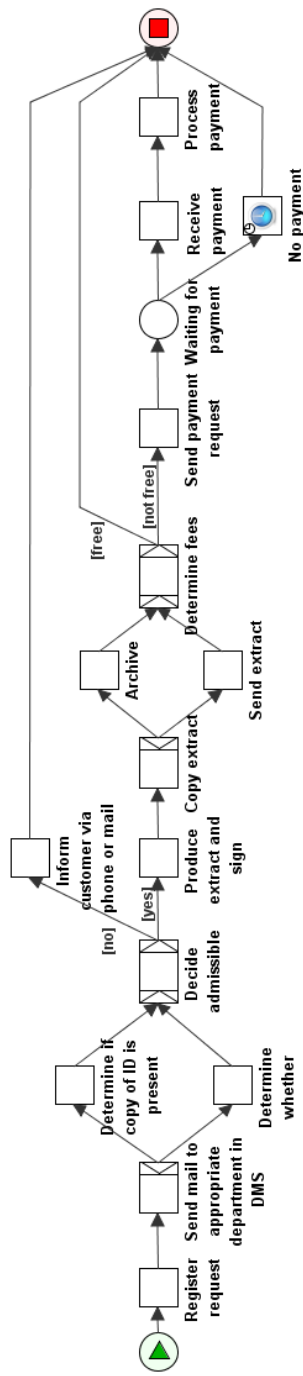 Register
request
Send mail to
appropriate
department in
DMS
Determine if
copy of ID is
present
Determine
whether
Decide
admissible
[no]
[yes]
Inform
customer via
phone or mail
Produce
extract and
sign
Copy extract
Archive
Send extract
Determine fees
[free]
[not free]
Send payment
request
Waiting for
payment
Receive
payment
No payment
Process
payment